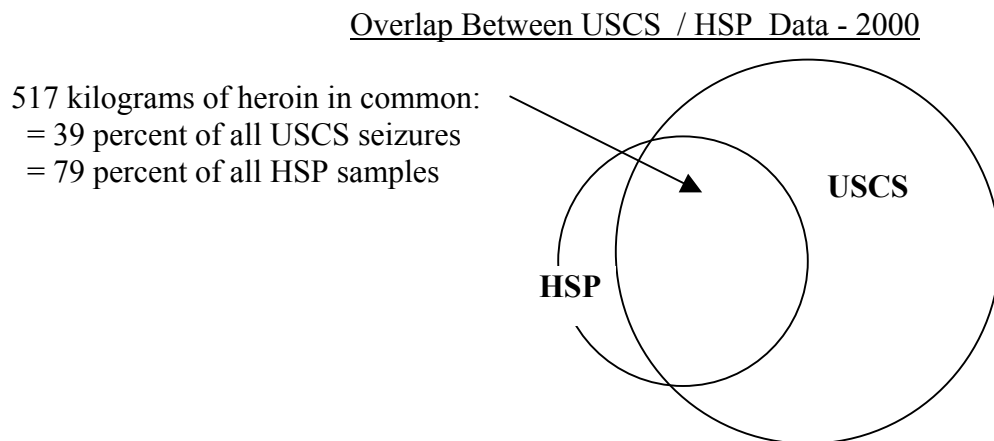 Overlap Between USCS / HSP Data - 2000
517 kilograms of heroin in common:
= 39 percent of all USCS seizures
= 79 percent of all HSP samples
USCS
HSP